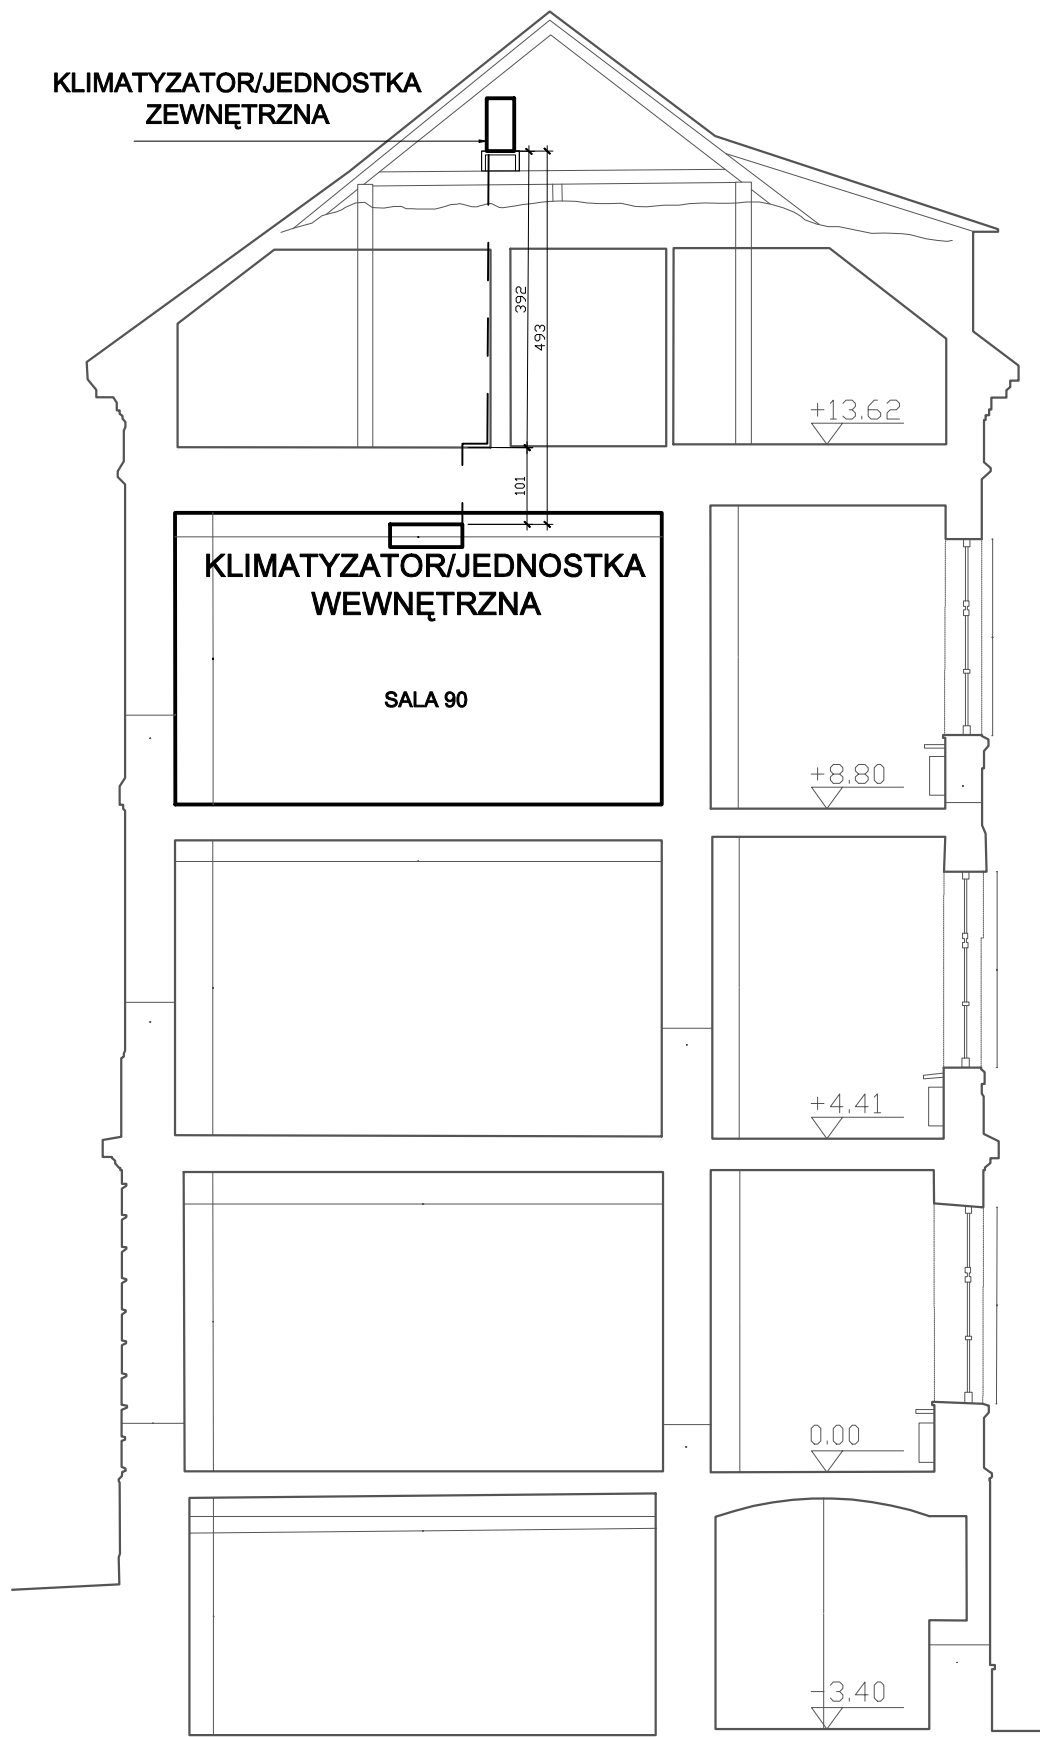 KLIMATYZATOR/JEDNOSTKA
ZEWNĘTRZNA
392
493
+13.62
101
KLIMATYZATOR/JEDNOSTKA
WEWNĘTRZNA
SALA 90
+8.80
+4.41
0.00
-3.40